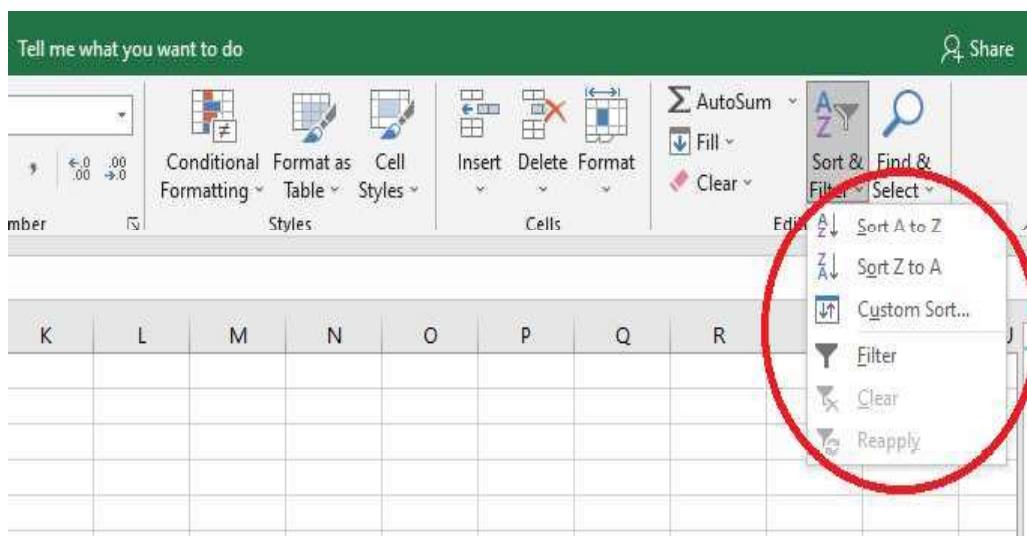 Tell me what you want to do
Share
Conditional Formatting
Format as Table
Cell Styles
Insert
Delete
Format
AutoSum
Fill
Clear
Sort & Filter
Find & Select
mber
Styles
Cells
Edi
Sort A to Z
Sort Z to A
Custom Sort...
Filter
Clear
Reapply
K L M N O P Q R U